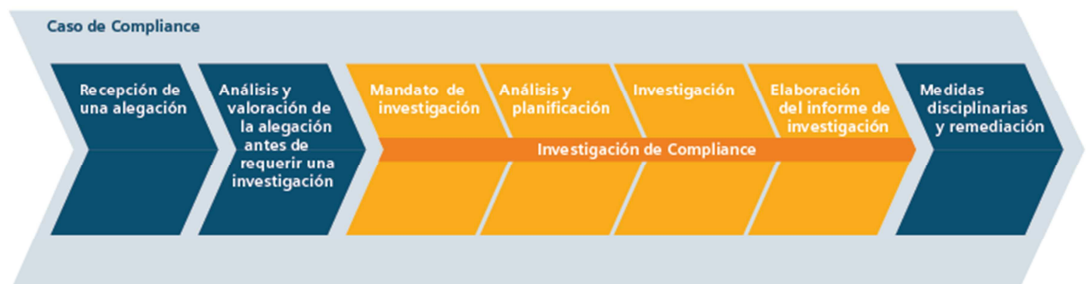 Caso de Compliance
Recepción de
una alegación
Análisis y
valoración de
la alegación
antes de
requerir una
investigación
Mandato de
investigación
Análisis y
planificación
Investigación
Elaboración
del informe de
investigación
Medidas
disciplinarias
y remediación
Investigación de Compliance